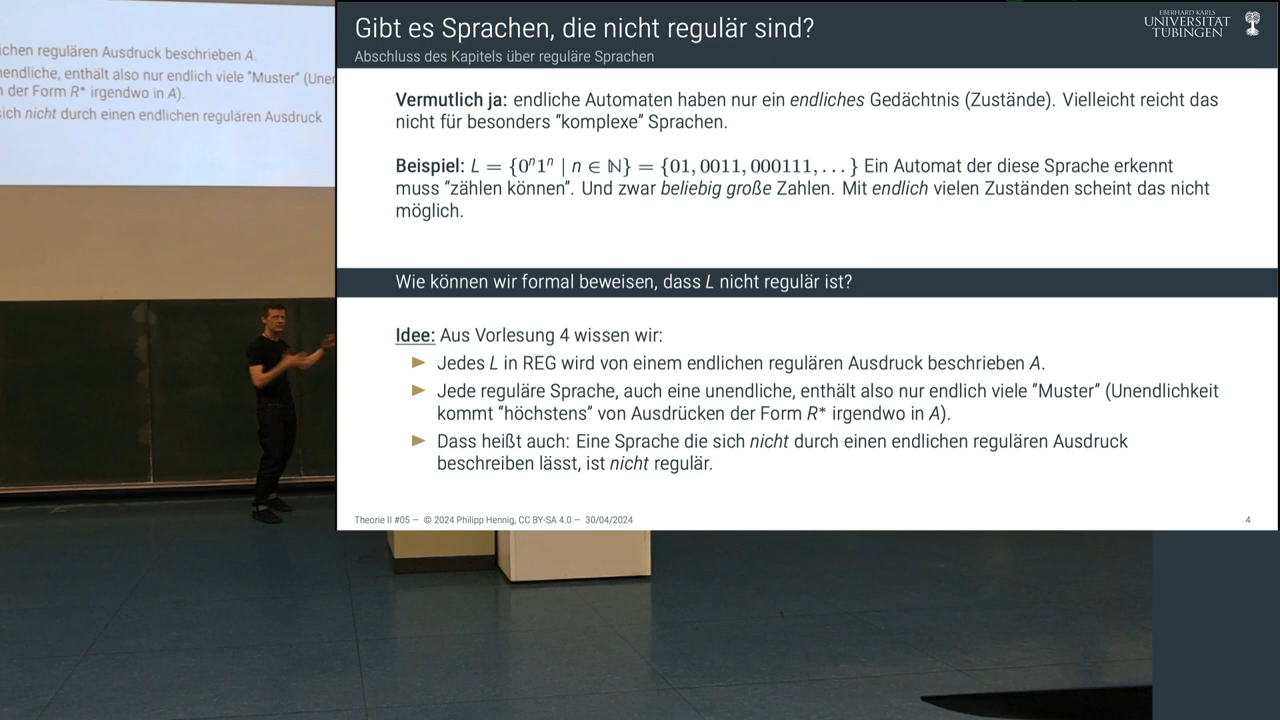 ichen regulären Ausdruck beschrieben A.
nendliche, enthält also nur endlich viele "Muster" (Uner
n der Form R* irgendwo in A).
sich nicht durch einen endlichen regulären Ausdruck
Gibt es Sprachen, die nicht regulär sind?
Abschluss des Kapitels über reguläre Sprachen
EBERHARD KARLS
UNIVERSITÄT
TÜBINGEN
Vermutlich ja: endliche Automaten haben nur ein endliches Gedächtnis (Zustände). Vielleicht reicht das
nicht für besonders "komplexe" Sprachen.
Beispiel: L = {0ⁿ1ⁿ | n ∈ ℕ} = {01, 0011, 000111, . . . } Ein Automat der diese Sprache erkennt
muss "zählen können". Und zwar beliebig große Zahlen. Mit endlich vielen Zuständen scheint das nicht
möglich.
Wie können wir formal beweisen, dass L nicht regulär ist?
Idee: Aus Vorlesung 4 wissen wir:
Jedes L in REG wird von einem endlichen regulären Ausdruck beschrieben A.
Jede reguläre Sprache, auch eine unendliche, enthält also nur endlich viele "Muster" (Unendlichkeit
kommt "höchstens" von Ausdrücken der Form R* irgendwo in A).
Dass heißt auch: Eine Sprache die sich nicht durch einen endlichen regulären Ausdruck
beschreiben lässt, ist nicht regulär.
Theorie II #05 — © 2024 Philipp Hennig, CC BY-SA 4.0 — 30/04/2024
4